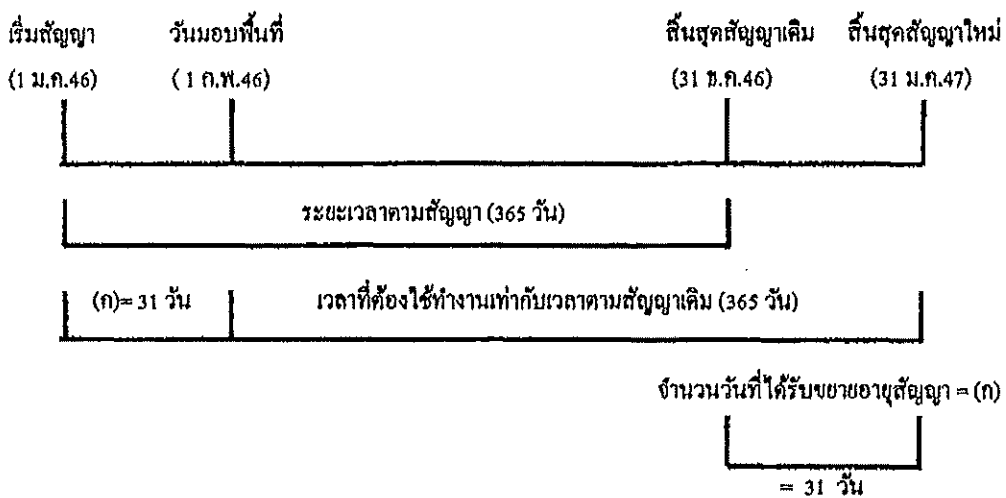 เริ่มสัญญา วันมอบพื้นที่ สิ้นสุดสัญญาเดิม สิ้นสุดสัญญาใหม่
(1 ม.ค.46) ( 1 ก.พ.46) (31 ธ.ค.46) (31 ม.ค.47)
ระยะเวลาตามสัญญา (365 วัน)
(ก)= 31 วัน เวลาที่ต้องใช้ทำงานเท่ากับเวลาตามสัญญาเดิม (365 วัน)
จำนวนวันที่ได้รับขยายอายุสัญญา = (ก)
= 31 วัน